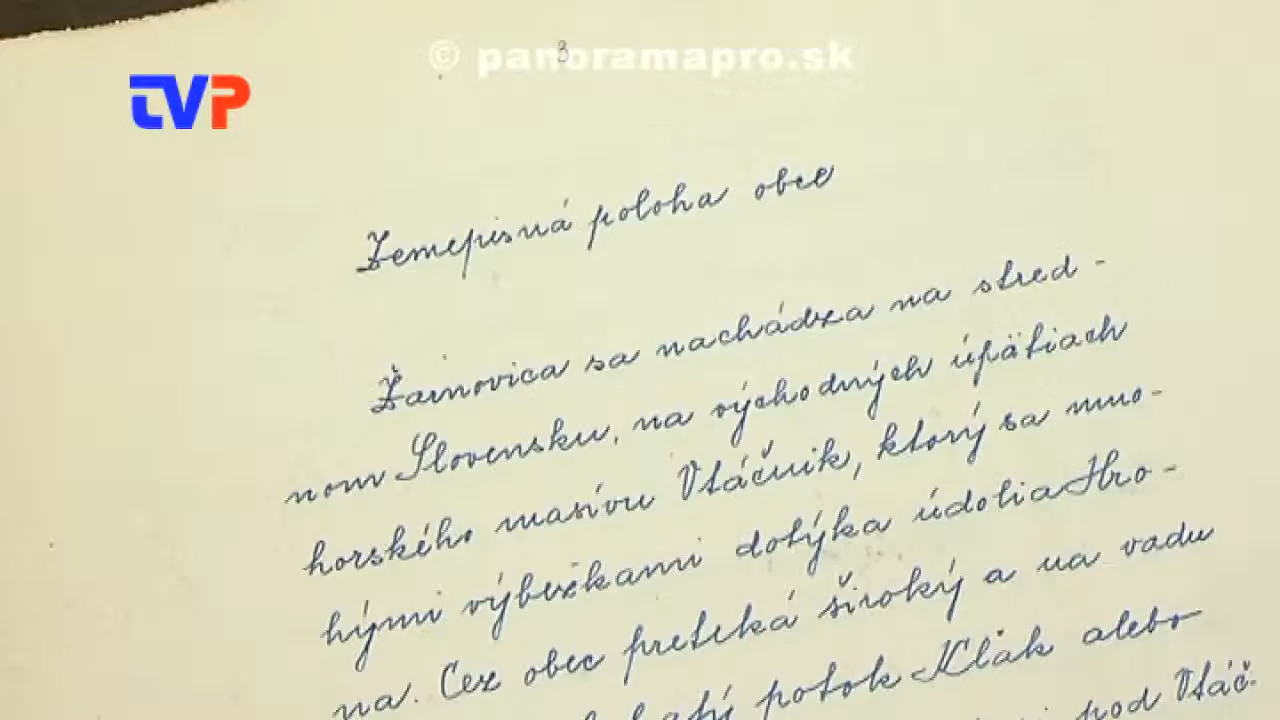 © panoramapro.sk
3
TVP
Zemepisná poloha obce
Žarnovica sa nachádza na stred-
nom Slovensku, na východných úpätiach
horského masívu Vtáčnik, ktorý sa mno-
hými výbežkami dotýka údolia Hro-
na. Cez obec preteká široký a na vodu
bohatý potok Kľak alebo
pod Vtáč-